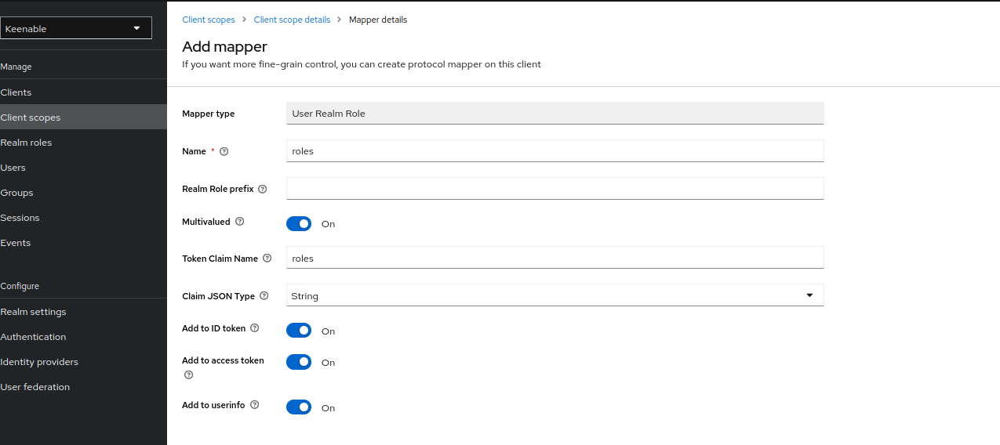 Keenable
Manage
Clients
Client scopes
Realm roles
Users
Groups
Sessions
Events
Configure
Realm settings
Authentication
Identity providers
User federation
Client scopes > Client scope details > Mapper details
Add mapper
If you want more fine-grain control, you can create protocol mapper on this client
Mapper type User Realm Role
Name * roles
Realm Role prefix
Multivalued On
Token Claim Name roles
Claim JSON Type String
Add to ID token On
Add to access token On
Add to userinfo On